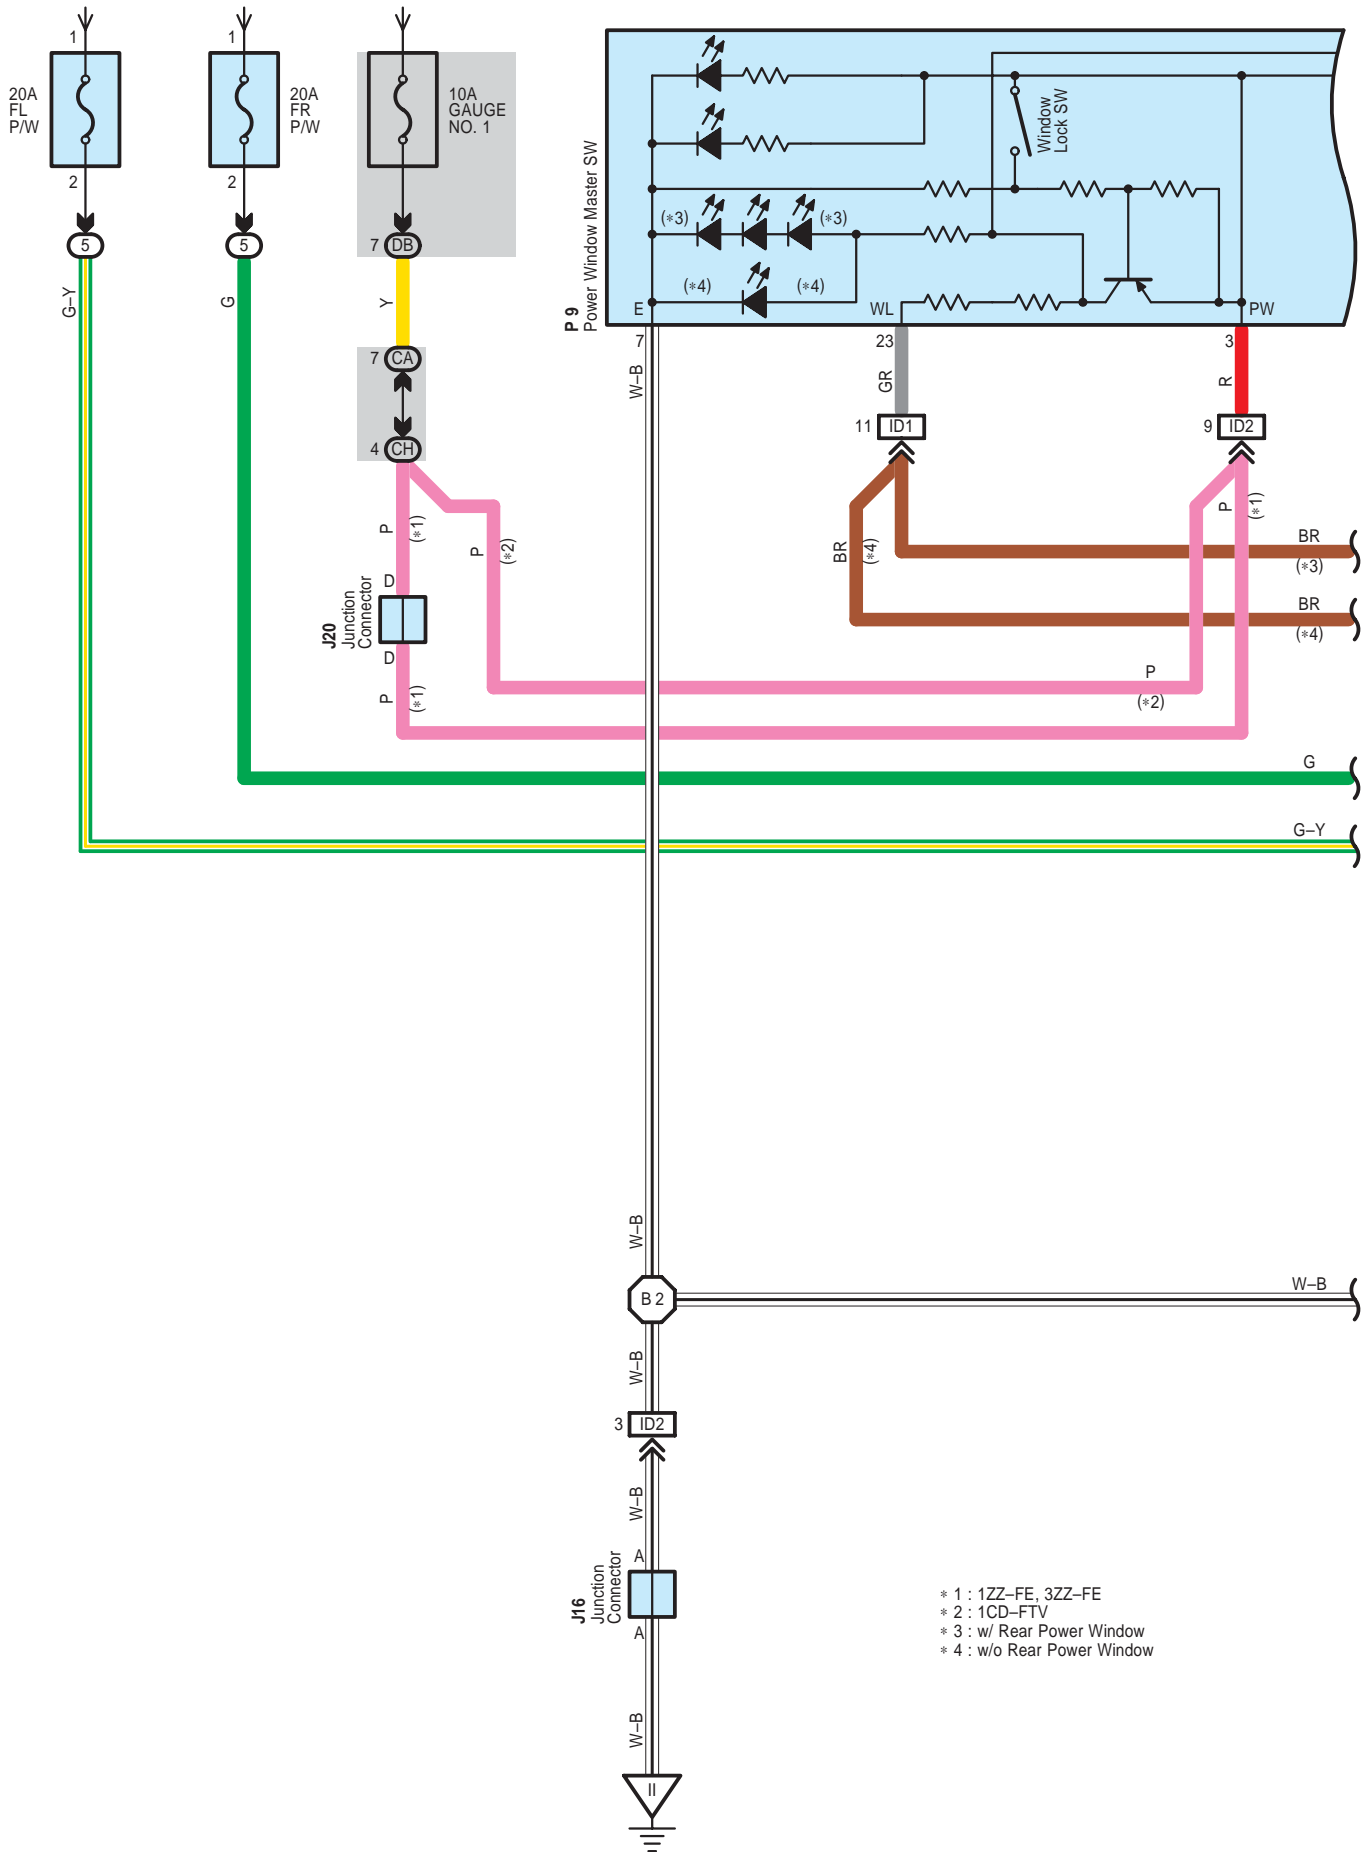 1
1
20A
FL
P/W
20A
FR
P/W
10A
GAUGE
NO. 1
2
2
5
5
7 DB
G–Y
G
Y
7 CA
4 CH
P
(∗1)
P
(∗2)
D
J20
Junction
Connector
D
P
(∗1)
P 9
Power Window Master SW
Window
Lock SW
(∗3)
(∗3)
(∗4)
(∗4)
E
WL
PW
7
23
3
W–B
GR
R
11 ID1
9 ID2
BR
(∗4)
P
(∗1)
BR
(∗3)
BR
(∗4)
P
(∗2)
G
G–Y
W–B
B 2
W–B
W–B
3 ID2
W–B
A
J16
Junction
Connector
A
W–B
II
∗ 1 : 1ZZ–FE, 3ZZ–FE
∗ 2 : 1CD–FTV
∗ 3 : w/ Rear Power Window
∗ 4 : w/o Rear Power Window